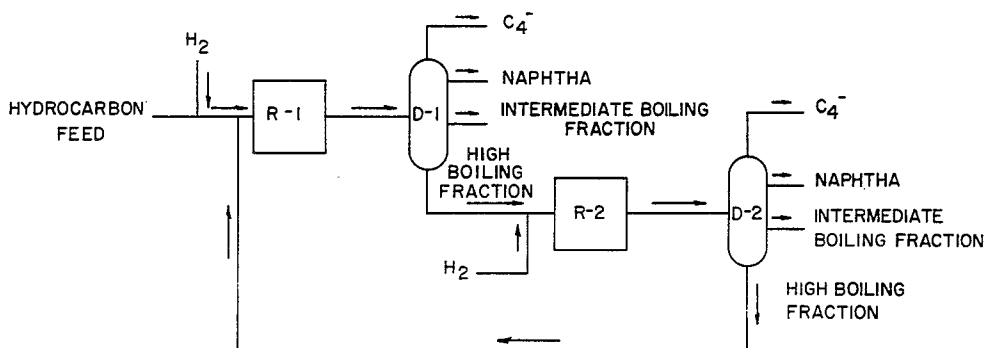 C4-
H2
NAPHTHA
HYDROCARBON
FEED
R-1
D-1
INTERMEDIATE BOILING
FRACTION
C4-
HIGH
BOILING
FRACTION
R-2
D-2
NAPHTHA
INTERMEDIATE
BOILING FRACTION
H2
HIGH BOILING
FRACTION